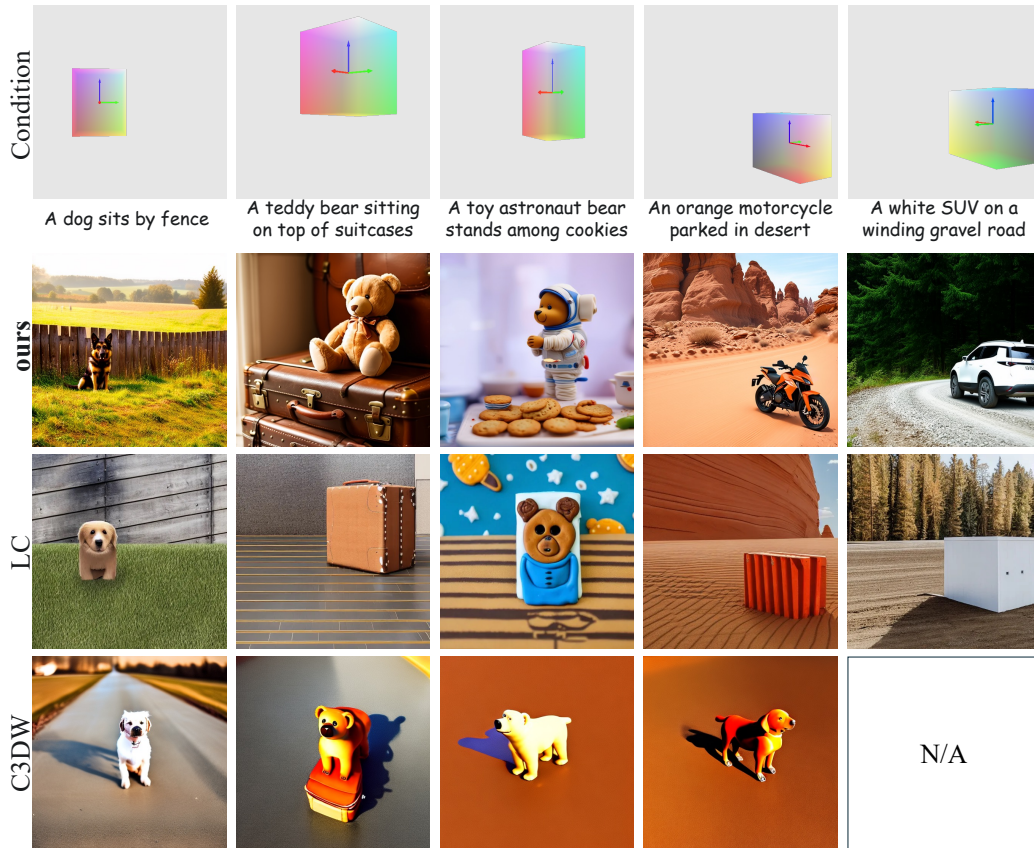 Condition
A dog sits by fence
A teddy bear sitting
on top of suitcases
A toy astronaut bear
stands among cookies
An orange motorcycle
parked in desert
A white SUV on a
winding gravel road
ours
LC
C3DW
N/A